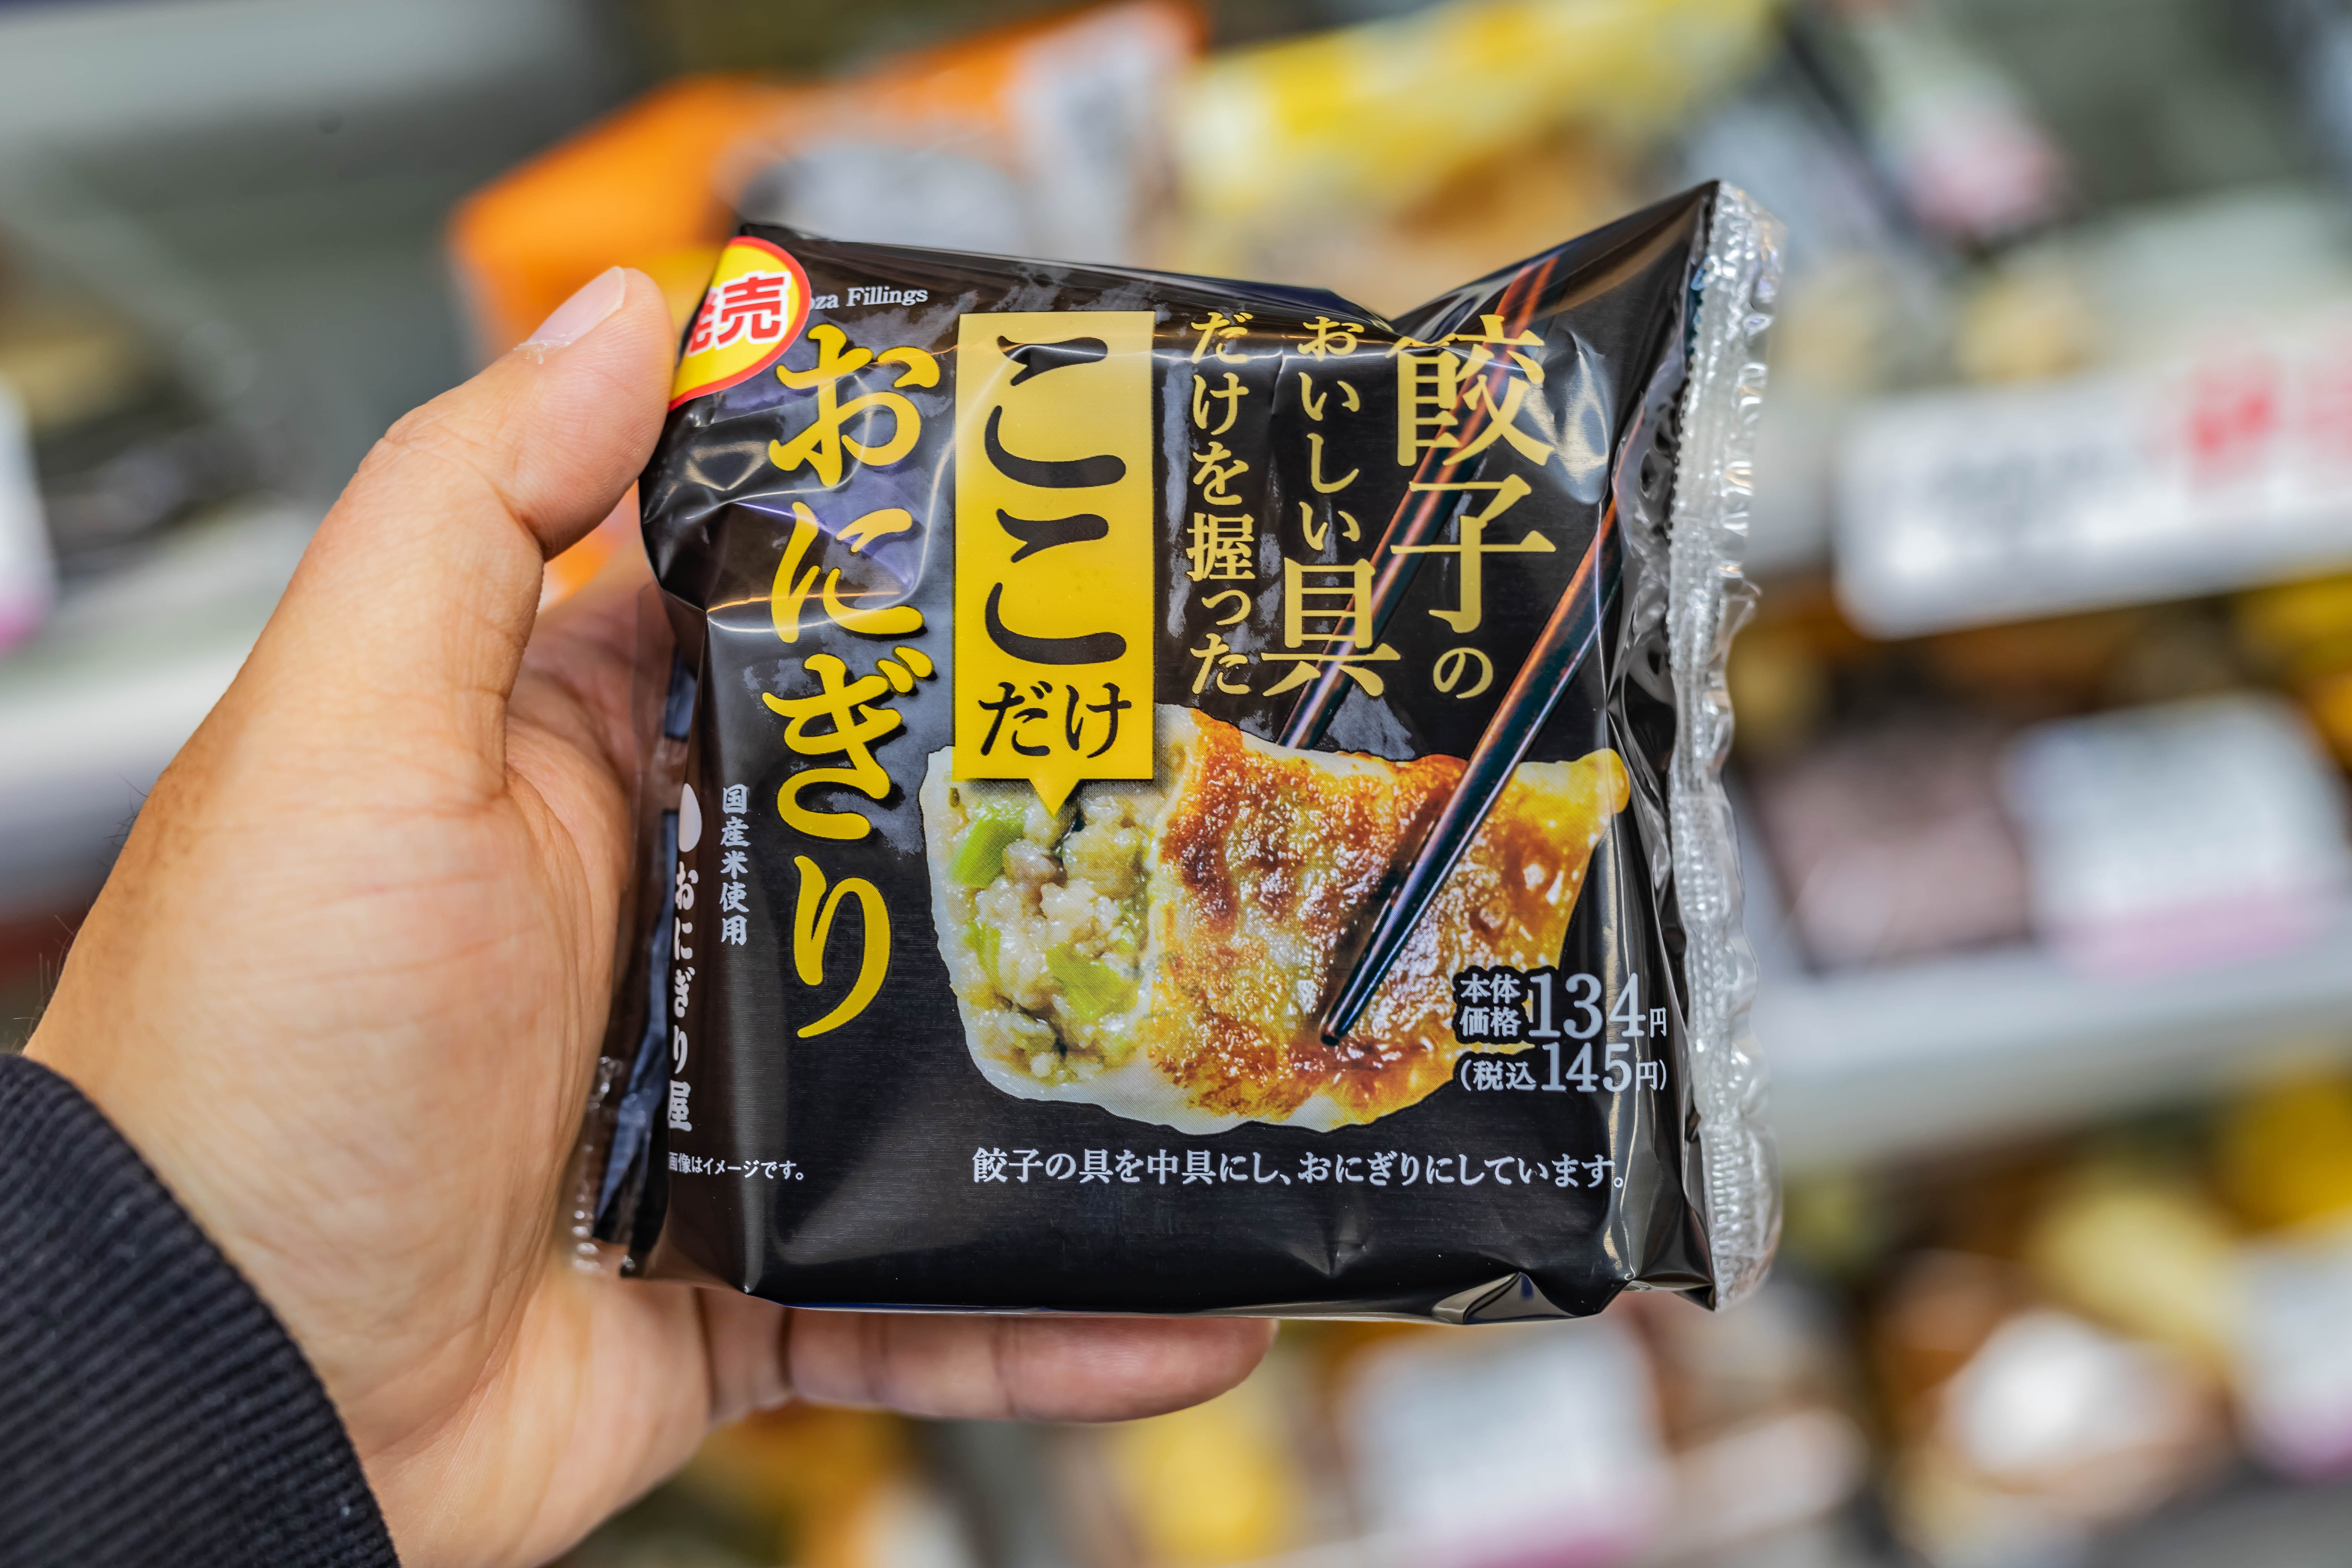 餃子の
おいしい具
だけを握った
ここ
だけ
おにぎり
Fillings
売
国産米使用
おにぎり屋
本体
価格134円
(税込145円)
餃子の具を中具にし、おにぎりにしています。
画像はイメージです。